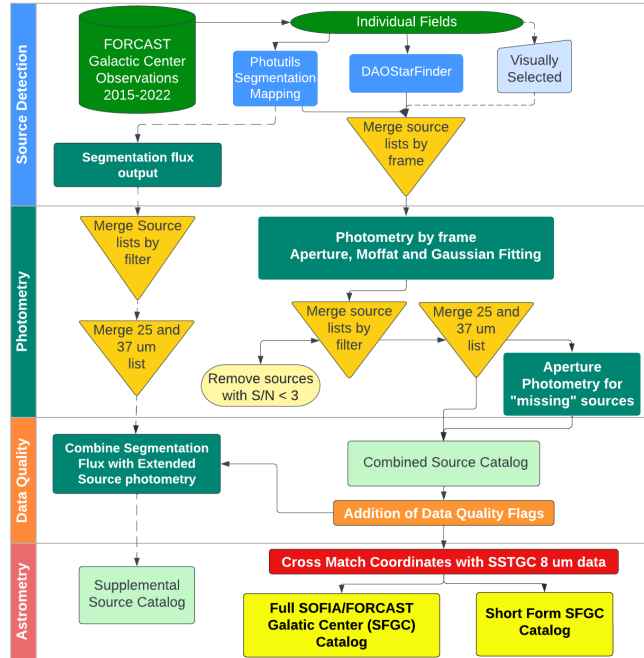 Source Detection
FORCAST
Galactic Center
Observations
2015-2022
Individual Fields
Photutils
Segmentation
Mapping
DAOStarFinder
Visually
Selected
Merge source
lists by
frame
Segmentation flux
output
Photometry
Merge Source
lists by
filter
Photometry by frame
Aperture, Moffat and Gaussian Fitting
Merge 25 and
37 um
list
Merge source
lists by
filter
Merge 25 and
37 um
list
Remove sources
with S/N < 3
Aperture
Photometry for
"missing" sources
Data Quality
Combine Segmentation
Flux with Extended
Source photometry
Combined Source Catalog
Addition of Data Quality Flags
Astrometry
Cross Match Coordinates with SSTGC 8 um data
Supplemental
Source Catalog
Full SOFIA/FORCAST
Galatic Center (SFGC)
Catalog
Short Form SFGC
Catalog